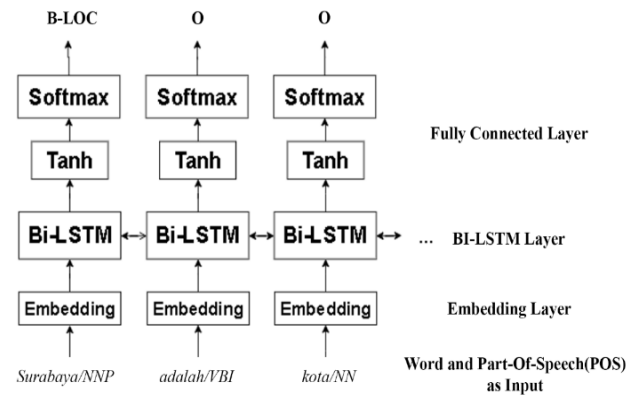 B-LOC O O
Softmax Softmax Softmax
Fully Connected Layer
Tanh Tanh Tanh
Bi-LSTM Bi-LSTM Bi-LSTM ... BI-LSTM Layer
Embedding Embedding Embedding Embedding Layer
Surabaya/NNP adalah/VBI kota/NN Word and Part-Of-Speech(POS)
as Input